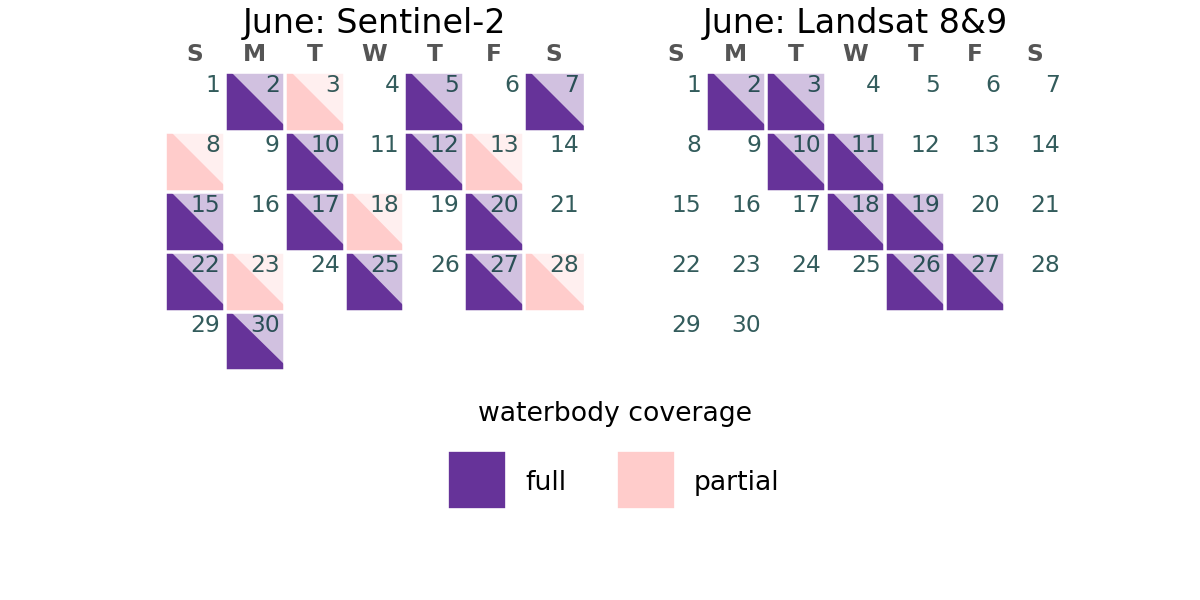 June: Sentinel-2
S M T W T F S
1 2 3 4 5 6 7
8 9 10 11 12 13 14
15 16 17 18 19 20 21
22 23 24 25 26 27 28
29 30
June: Landsat 8&9
S M T W T F S
1 2 3 4 5 6 7
8 9 10 11 12 13 14
15 16 17 18 19 20 21
22 23 24 25 26 27 28
29 30
waterbody coverage
full partial